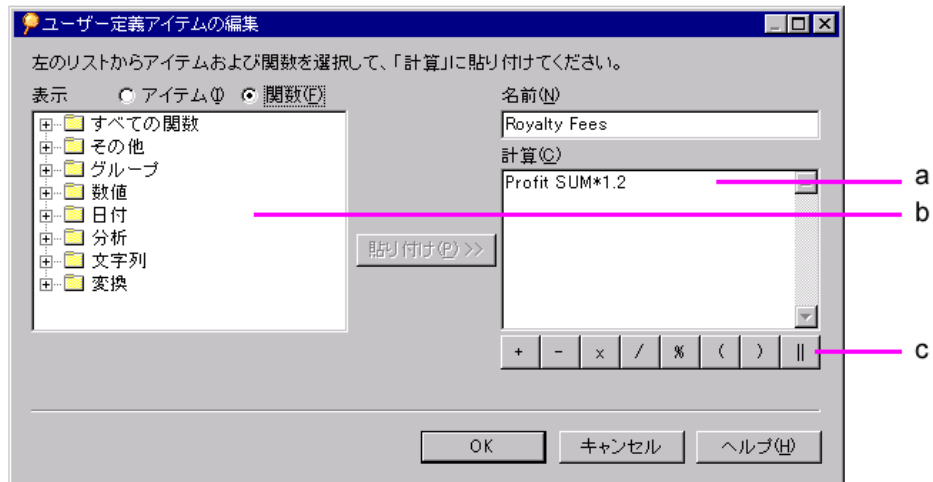 ユーザー定義アイテムの編集
左のリストからアイテムおよび関数を選択して、「計算」に貼り付けてください。
表示 アイテム(I) 関数(F)
すべての関数
その他
グループ
数値
日付
分析
文字列
変換
貼り付け(P) >>
名前(N)
Royalty Fees
計算(C)
Profit SUM*1.2
+ - x / % ( ) ||
OK キャンセル ヘルプ(H)
a
b
c